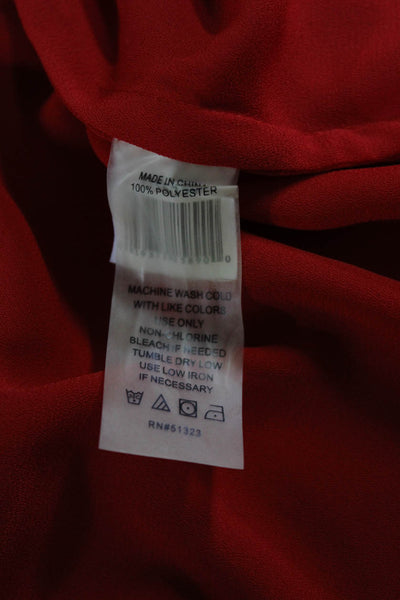 MADE IN CHINA
100% POLYESTER
0
MACHINE WASH COLD
WITH LIKE COLORS
USE ONLY
NON-CHLORINE
BLEACH IF NEEDED
TUMBLE DRY LOW
USE LOW IRON
IF NECESSARY
RN#51323